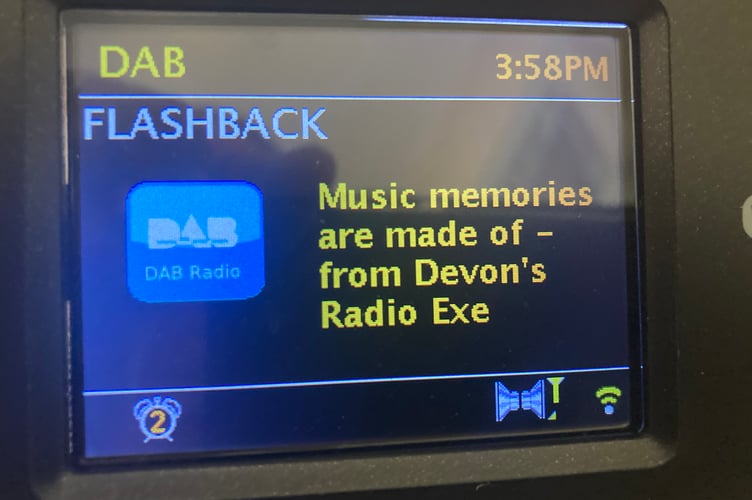 DAB
3:58PM
FLASHBACK
DAB
DAB Radio
Music memories
are made of –
from Devon's
Radio Exe
2